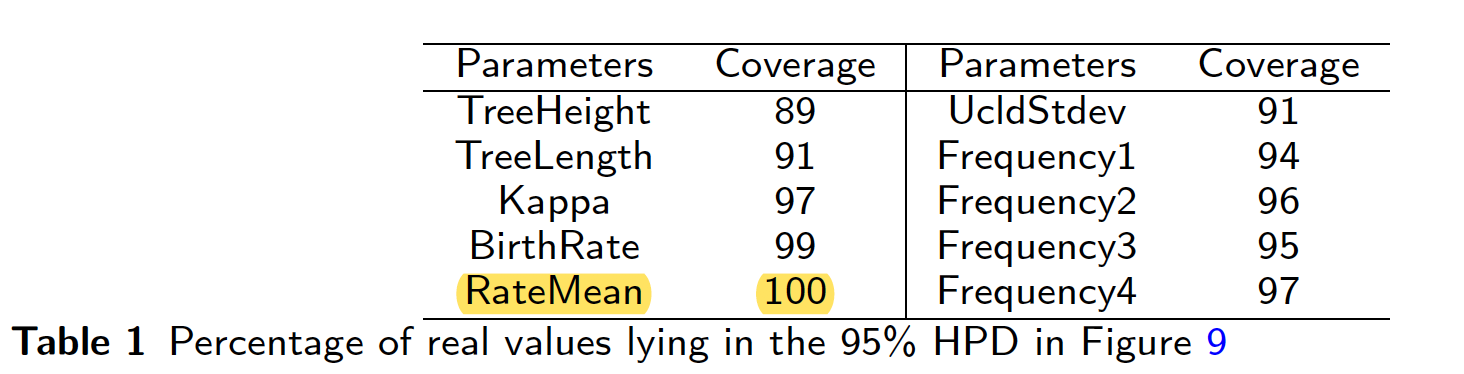 Parameters Coverage Parameters Coverage
TreeHeight 89 UcldStdev 91
TreeLength 91 Frequency1 94
Kappa 97 Frequency2 96
BirthRate 99 Frequency3 95
RateMean 100 Frequency4 97
Table 1 Percentage of real values lying in the 95% HPD in Figure 9